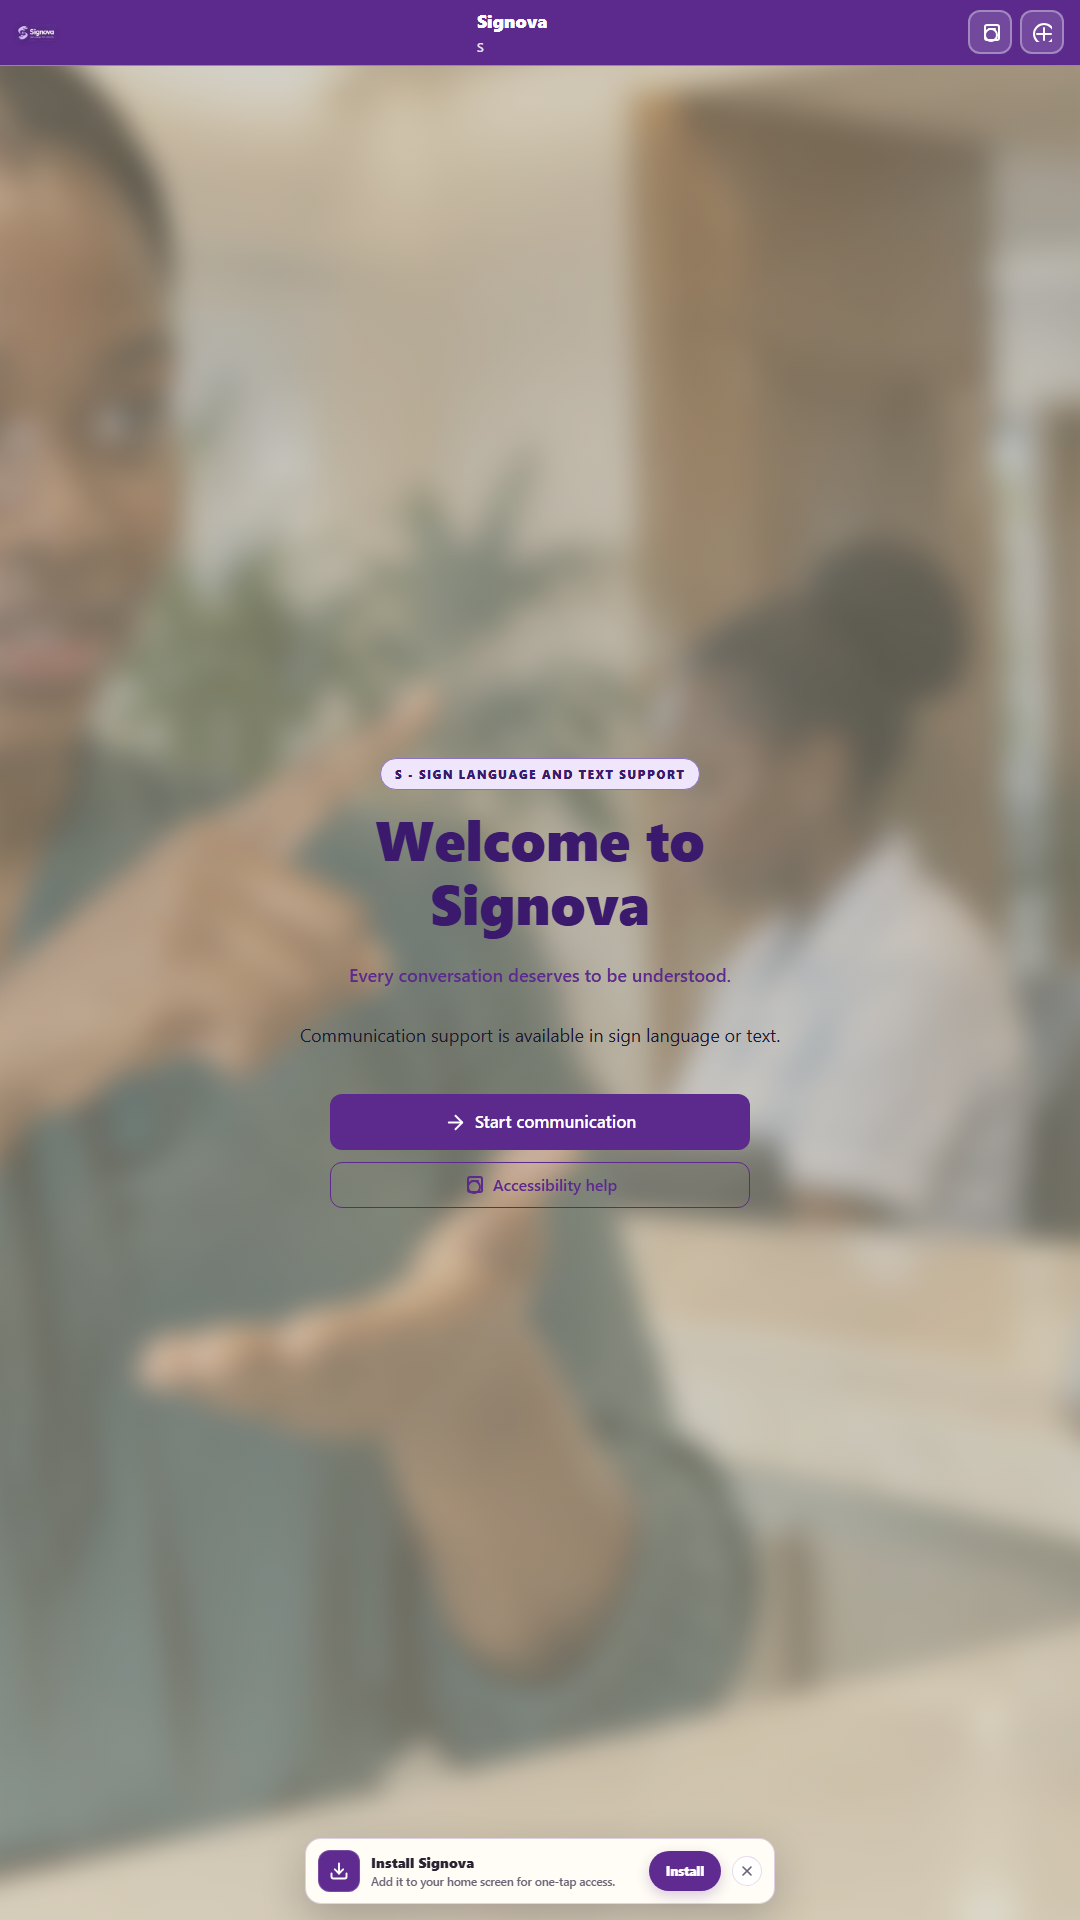 Signova
Signova
S
S - SIGN LANGUAGE AND TEXT SUPPORT
Welcome to
Signova
Every conversation deserves to be understood.
Communication support is available in sign language or text.
Start communication
Accessibility help
Install Signova
Add it to your home screen for one-tap access.
Install